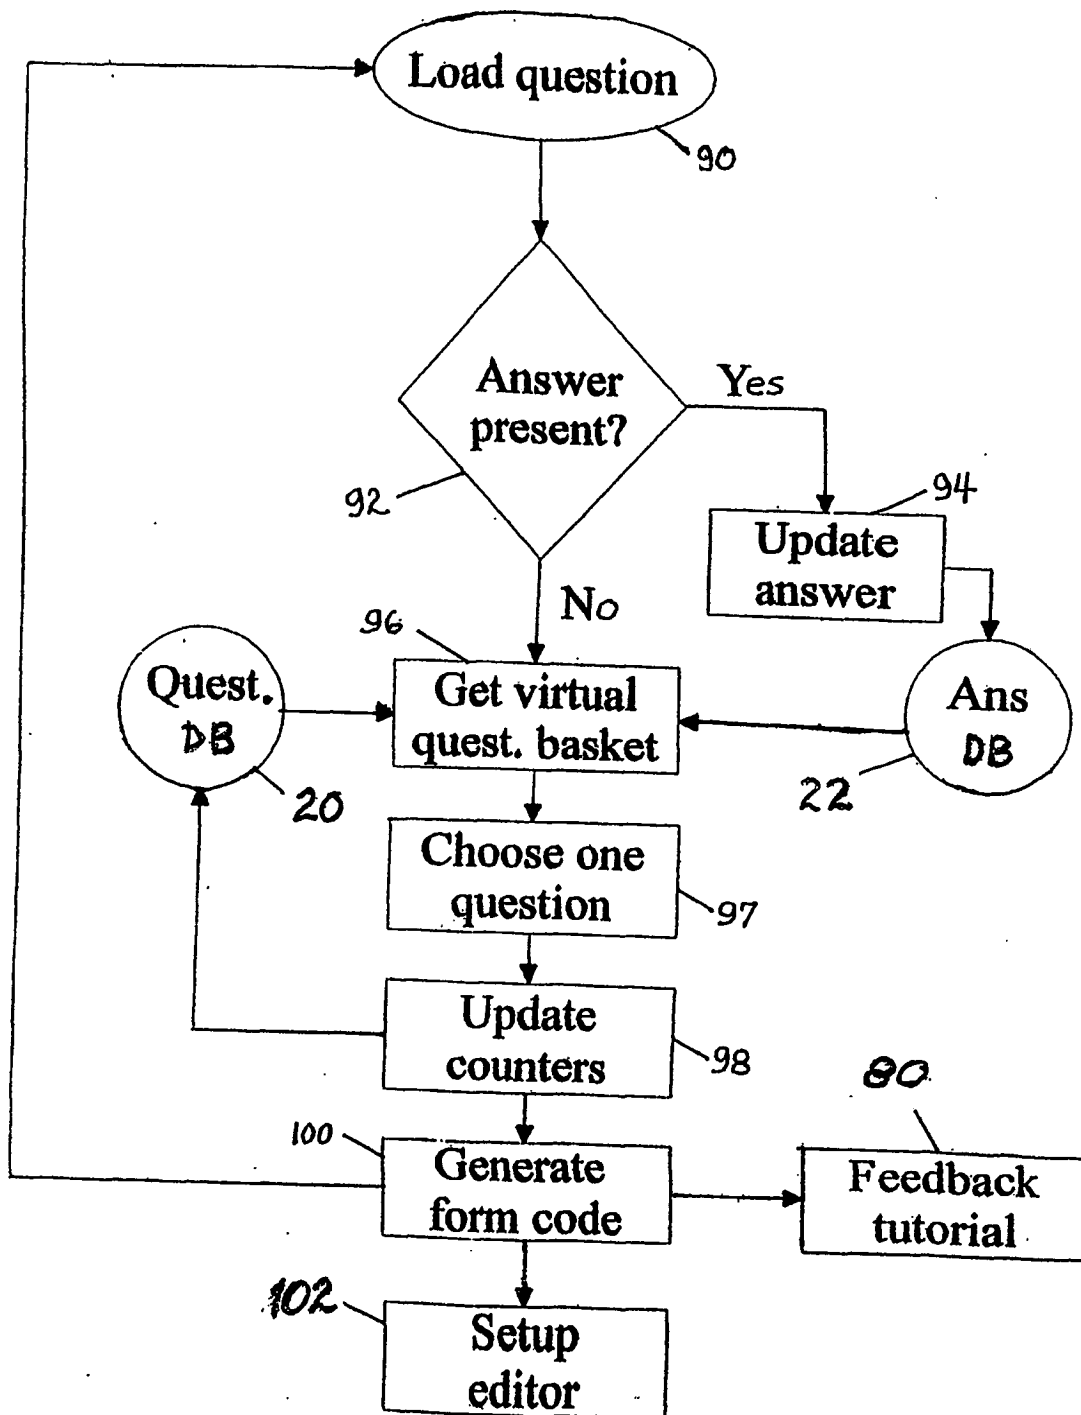 Load question
90
Answer
present?
Yes
92
94
Update
answer
No
96
Quest.
DB
20
Get virtual
quest. basket
Ans
DB
22
Choose one
question
97
Update
counters
98
80
100
Generate
form code
Feedback
tutorial
102
Setup
editor